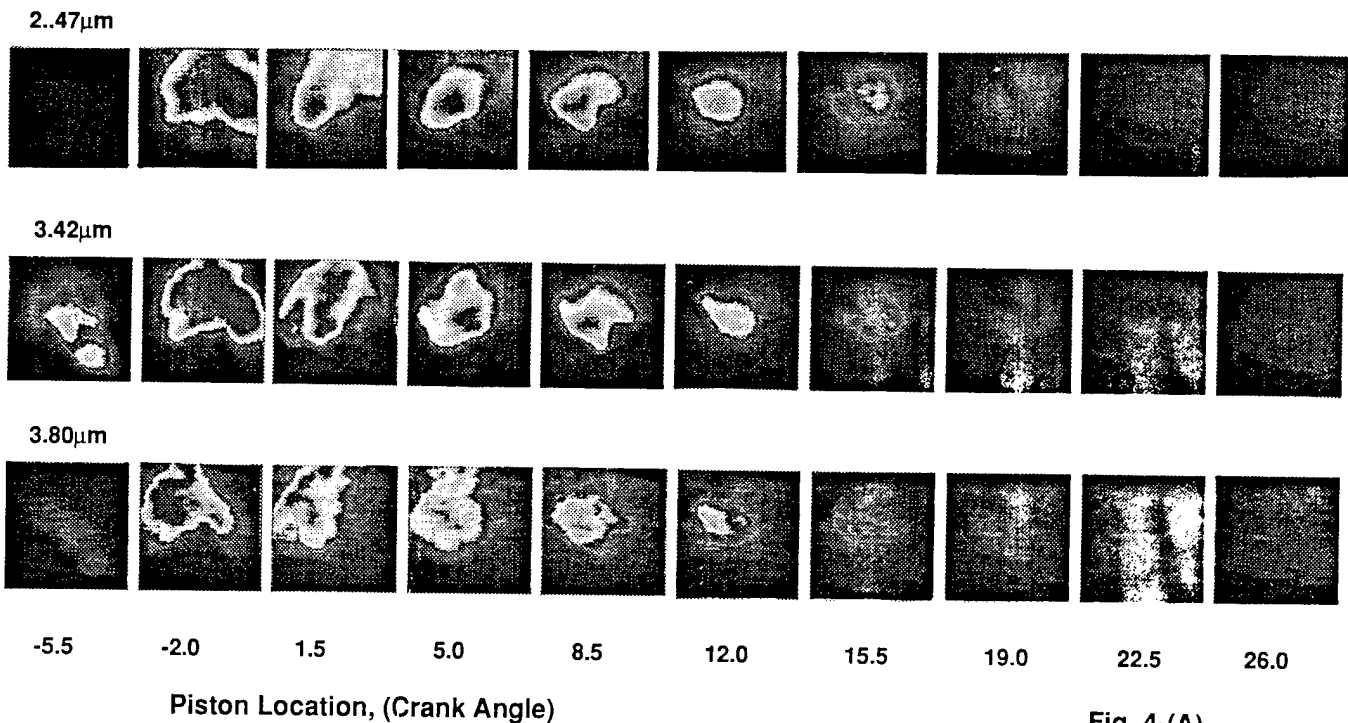 2..47μm
3.42μm
3.80μm
-5.5 -2.0 1.5 5.0 8.5 12.0 15.5 19.0 22.5 26.0
Piston Location, (Crank Angle)
Fig. 4 (A)